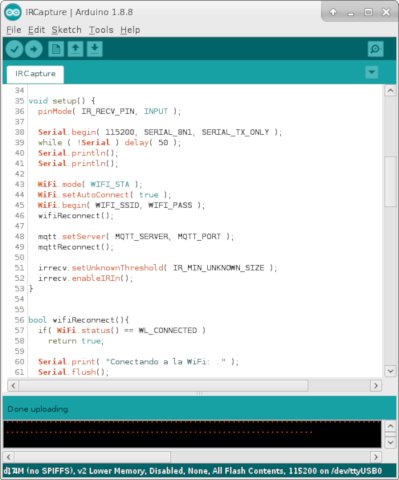 IRCapture | Arduino 1.8.8
File Edit Sketch Tools Help
IRCapture
34
35 void setup() {
36 pinMode( IR_RECV_PIN, INPUT );
37
38 Serial.begin( 115200, SERIAL_8N1, SERIAL_TX_ONLY );
39 while ( !Serial ) delay( 50 );
40 Serial.println();
41 Serial.println();
42
43 WiFi.mode( WIFI_STA );
44 WiFi.setAutoConnect( true );
45 WiFi.begin( WIFI_SSID, WIFI_PASS );
46 wifiReconnect();
47
48 mqtt.setServer( MQTT_SERVER, MQTT_PORT );
49 mqttReconnect();
50
51 irrecv.setUnknownThreshold( IR_MIN_UNKNOWN_SIZE );
52 irrecv.enableIRIn();
53 }
54
55
56 bool wifiReconnect(){
57 if( WiFi.status() == WL_CONNECTED )
58 return true;
59
60 Serial.print( "Conectando a la WiFi: ." );
61 Serial.flush();
Done uploading.
(no SPIFFS), v2 Lower Memory, Disabled, None, All Flash Contents, 115200 on /dev/ttyUSB0